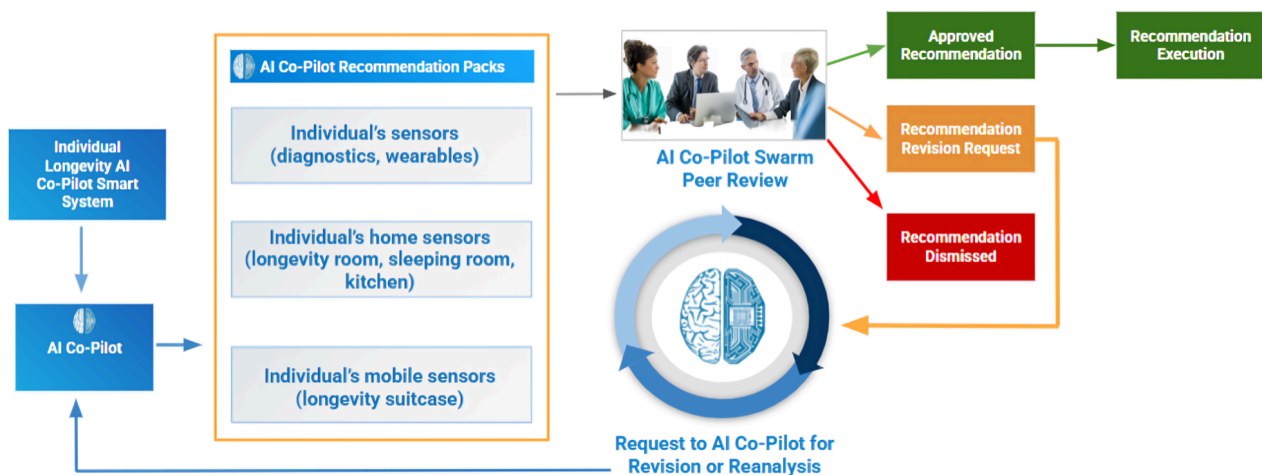 Individual
Longevity AI
Co-Pilot Smart
System
AI Co-Pilot
AI Co-Pilot Recommendation Packs
Individual's sensors
(diagnostics, wearables)
Individual's home sensors
(longevity room, sleeping room,
kitchen)
Individual's mobile sensors
(longevity suitcase)
AI Co-Pilot Swarm
Peer Review
Approved
Recommendation
Recommendation
Execution
Recommendation
Revision Request
Recommendation
Dismissed
Request to AI Co-Pilot for
Revision or Reanalysis